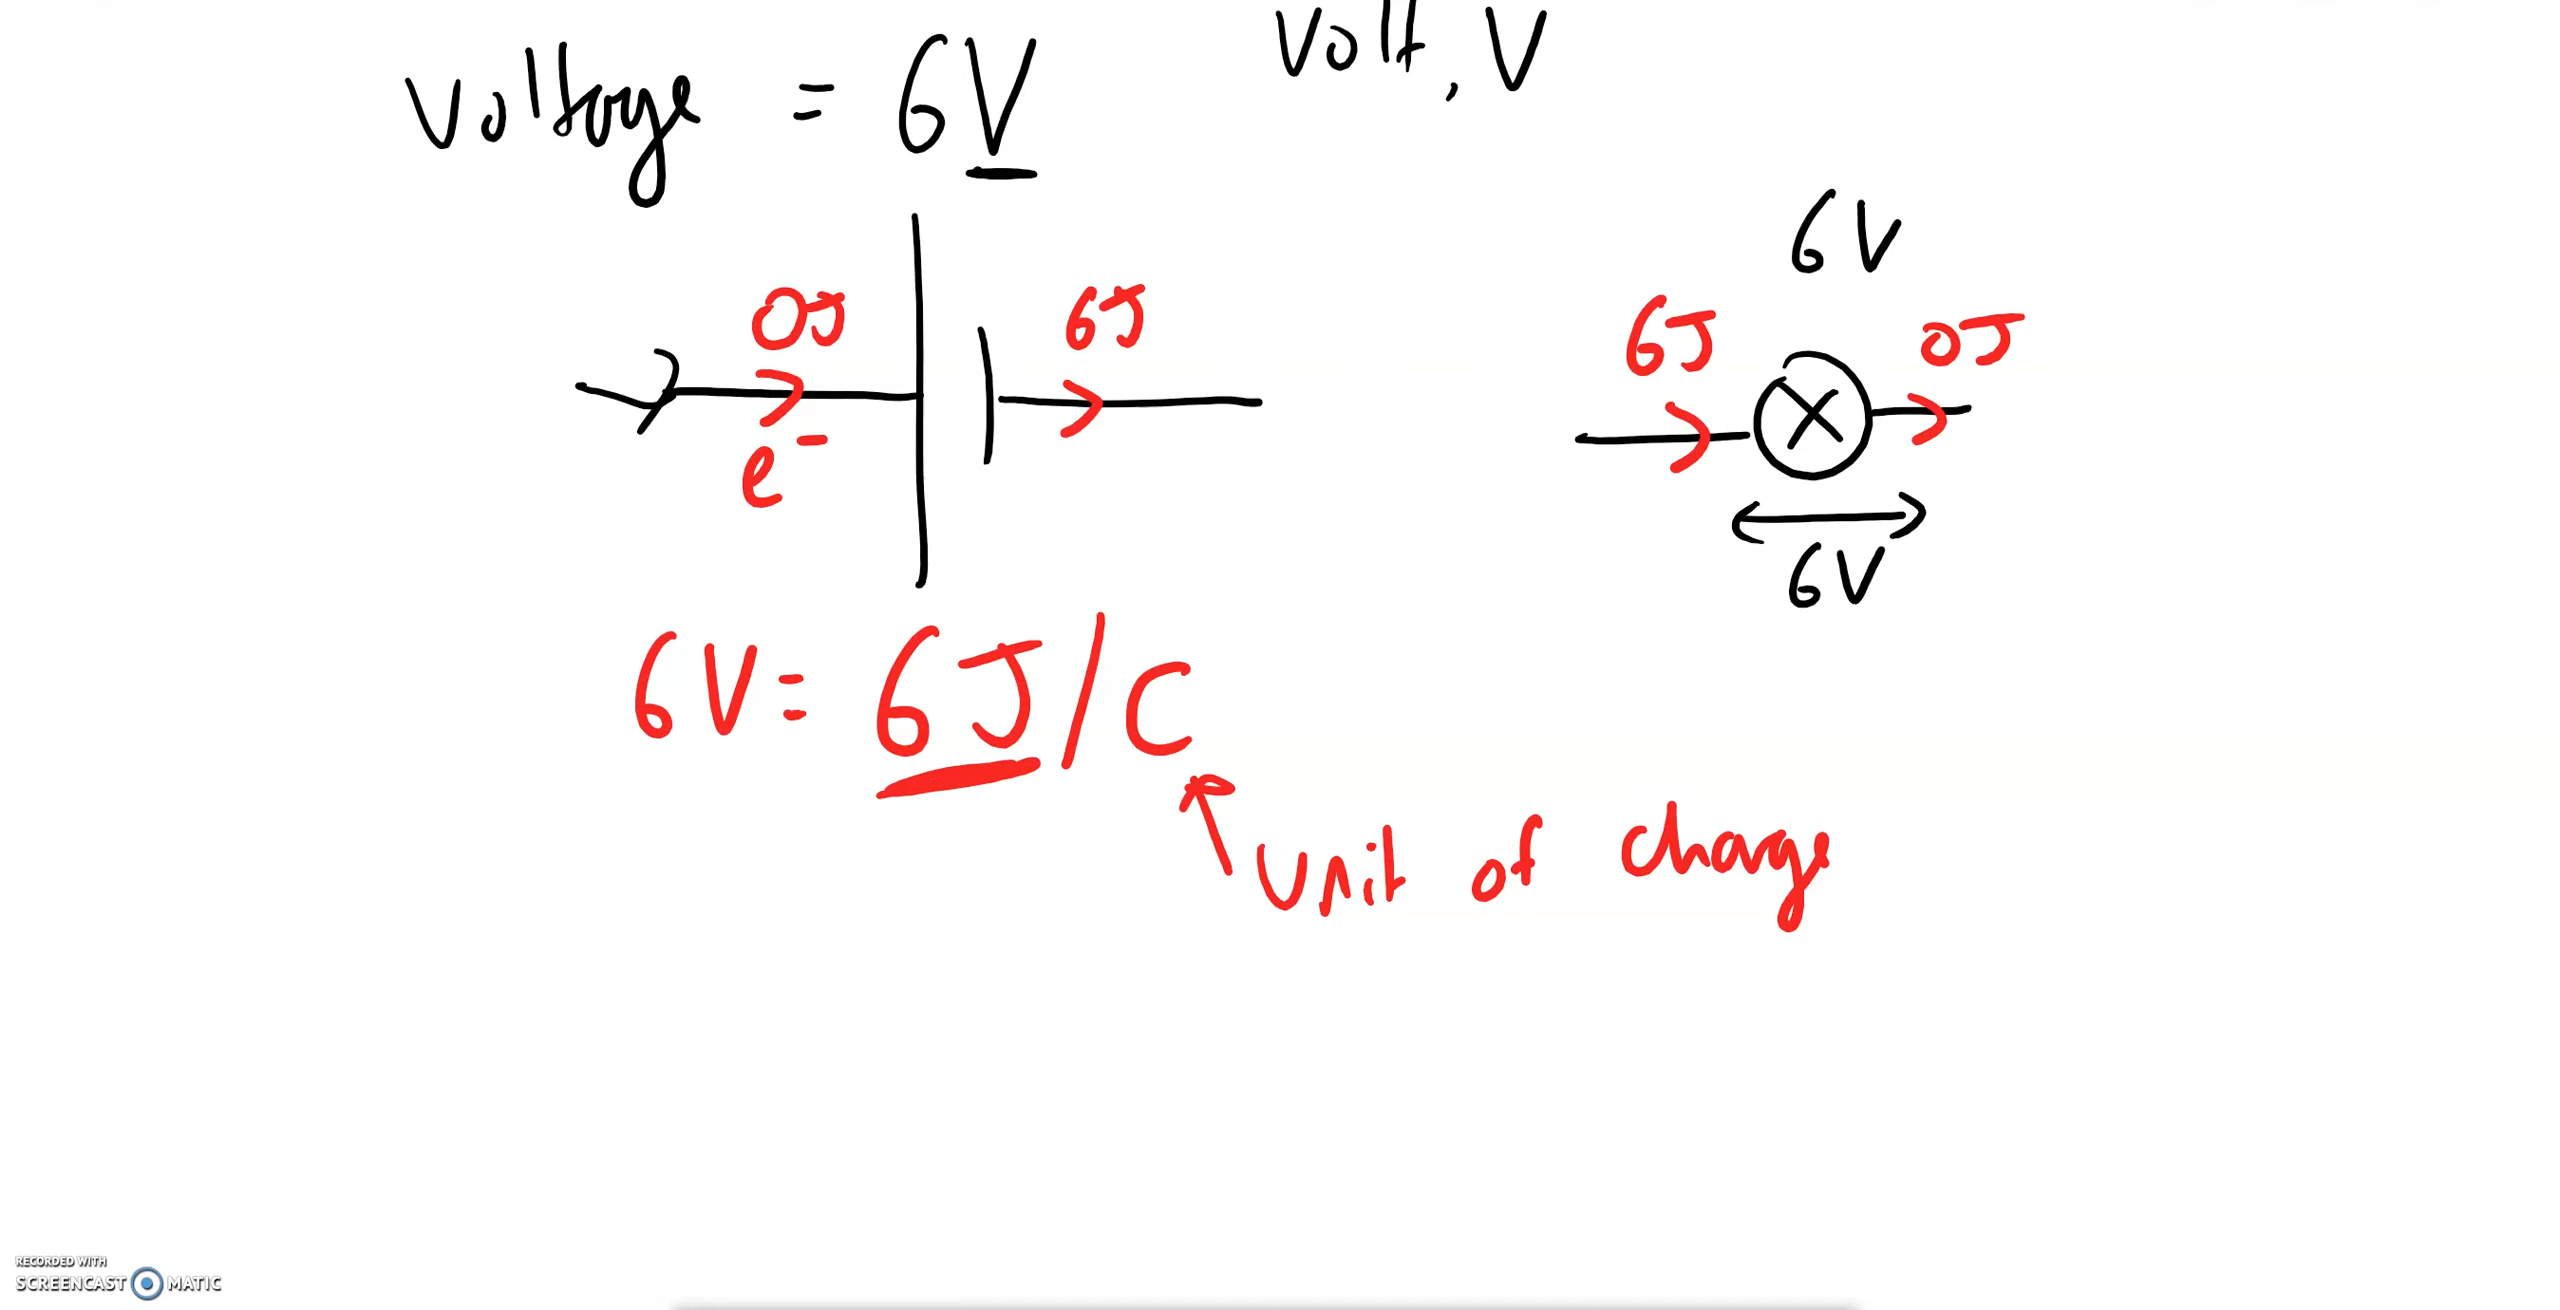 Volt, V
Voltage = 6V
6V
0J
6J
6J
0J
e⁻
6V
6V = 6J/C
Unit of charge
RECORDED WITH
SCREENCAST MATIC